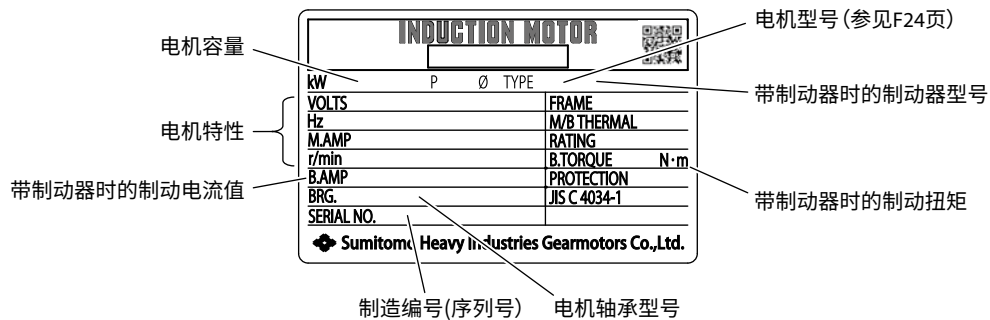 INDUCTION MOTOR
电机型号(参见F24页)
电机容量
kW P Ø TYPE
带制动器时的制动器型号
VOLTS FRAME
Hz M/B THERMAL
电机特性
M.AMP RATING
r/min B.TORQUE N·m
带制动器时的制动电流值
B.AMP PROTECTION
带制动器时的制动扭矩
BRG. JIS C 4034-1
SERIAL NO.
Sumitomo Heavy Industries Gearmotors Co.,Ltd.
制造编号(序列号) 电机轴承型号